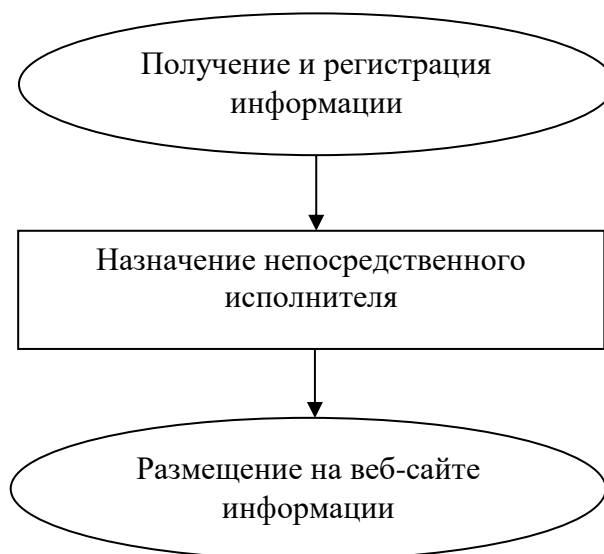 Получение и регистрация
информации
Назначение непосредственного
исполнителя
Размещение на веб-сайте
информации